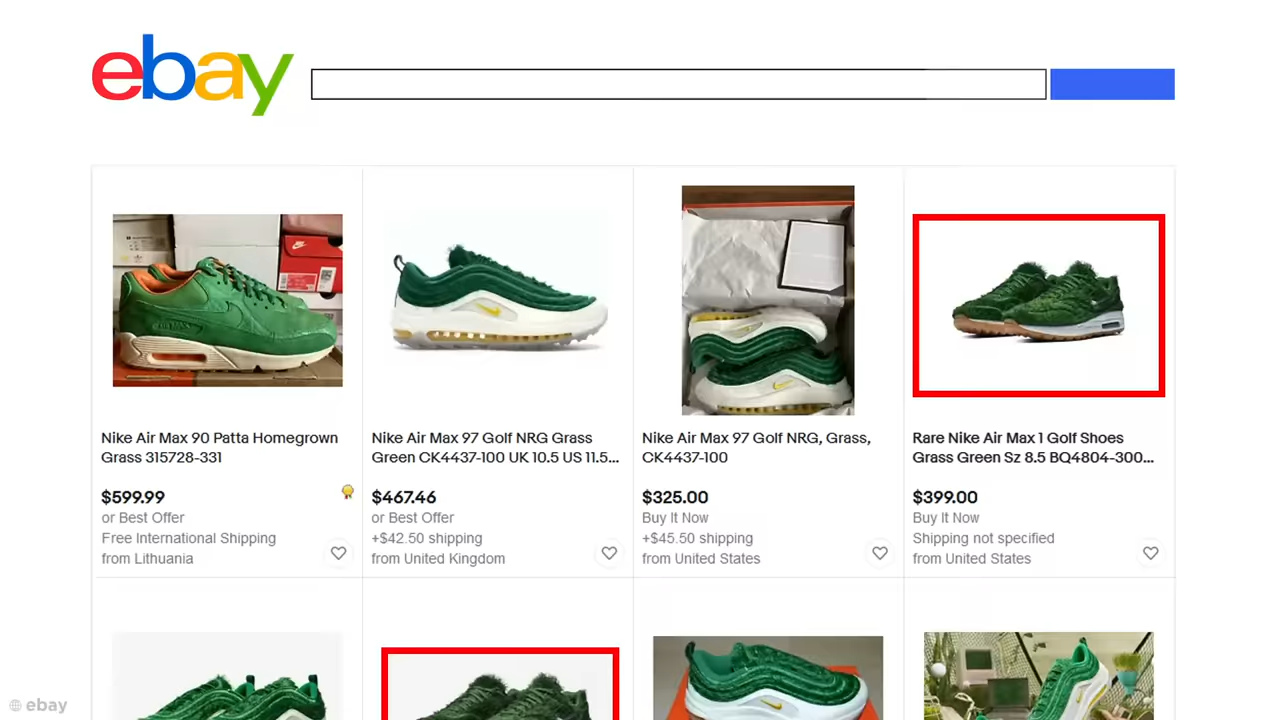 ebay
Nike Air Max 90 Patta Homegrown
Grass 315728-331
$599.99
or Best Offer
Free International Shipping
from Lithuania
Nike Air Max 97 Golf NRG Grass
Green CK4437-100 UK 10.5 US 11.5...
$467.46
or Best Offer
+$42.50 shipping
from United Kingdom
Nike Air Max 97 Golf NRG, Grass,
CK4437-100
$325.00
Buy It Now
+$45.50 shipping
from United States
Rare Nike Air Max 1 Golf Shoes
Grass Green Sz 8.5 BQ4804-300...
$399.00
Buy It Now
Shipping not specified
from United States
ebay